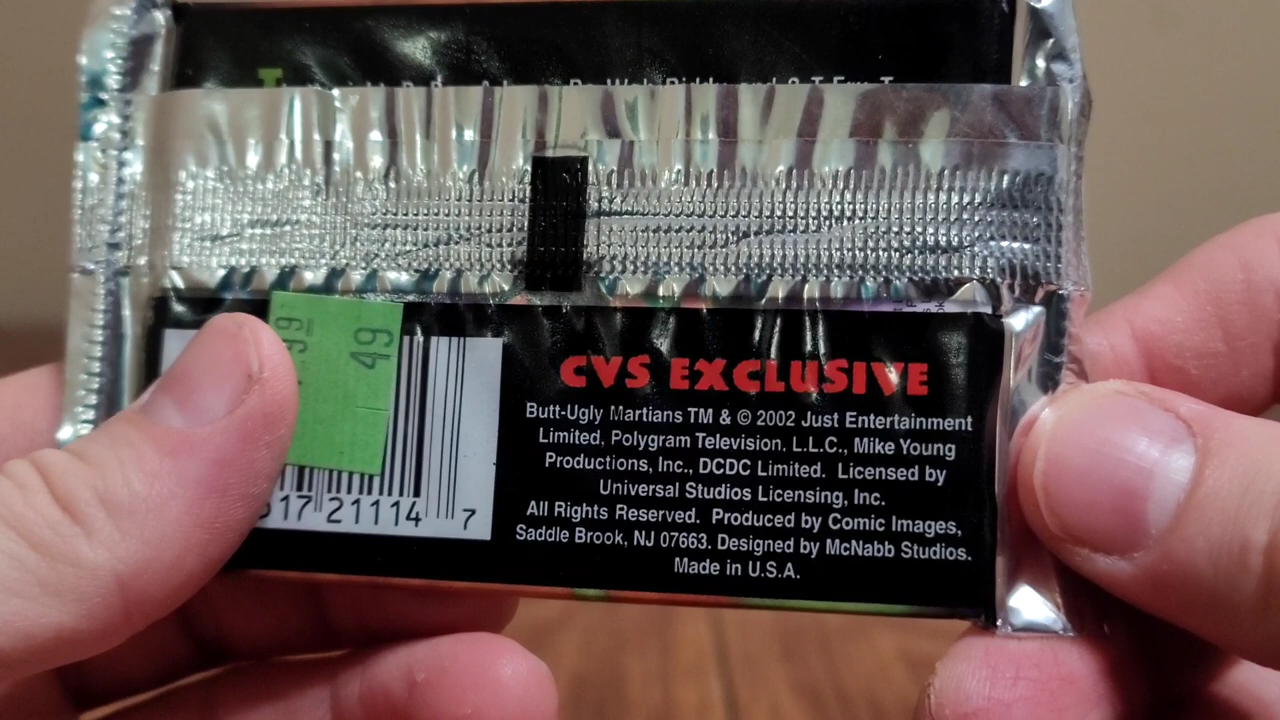 99
49
17 21114 7
CVS EXCLUSIVE
Butt-Ugly Martians TM & © 2002 Just Entertainment
Limited, Polygram Television, L.L.C., Mike Young
Productions, Inc., DCDC Limited. Licensed by
Universal Studios Licensing, Inc.
All Rights Reserved. Produced by Comic Images,
Saddle Brook, NJ 07663. Designed by McNabb Studios.
Made in U.S.A.